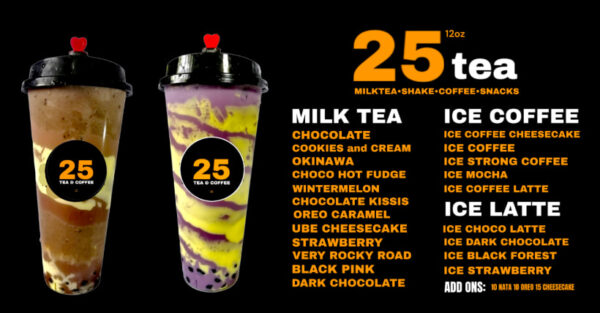 25
TEA & COFFEE
25
TEA & COFFEE
25 12oz
tea
MILKTEA•SHAKE•COFFEE•SNACKS
MILK TEA
CHOCOLATE
COOKIES and CREAM
OKINAWA
CHOCO HOT FUDGE
WINTERMELON
CHOCOLATE KISSIS
OREO CARAMEL
UBE CHEESECAKE
STRAWBERRY
VERY ROCKY ROAD
BLACK PINK
DARK CHOCOLATE
ICE COFFEE
ICE COFFEE CHEESECAKE
ICE COFFEE
ICE STRONG COFFEE
ICE MOCHA
ICE COFFEE LATTE
ICE LATTE
ICE CHOCO LATTE
ICE DARK CHOCOLATE
ICE BLACK FOREST
ICE STRAWBERRY
ADD ONS: 10 NATA 10 OREO 15 CHEESECAKE